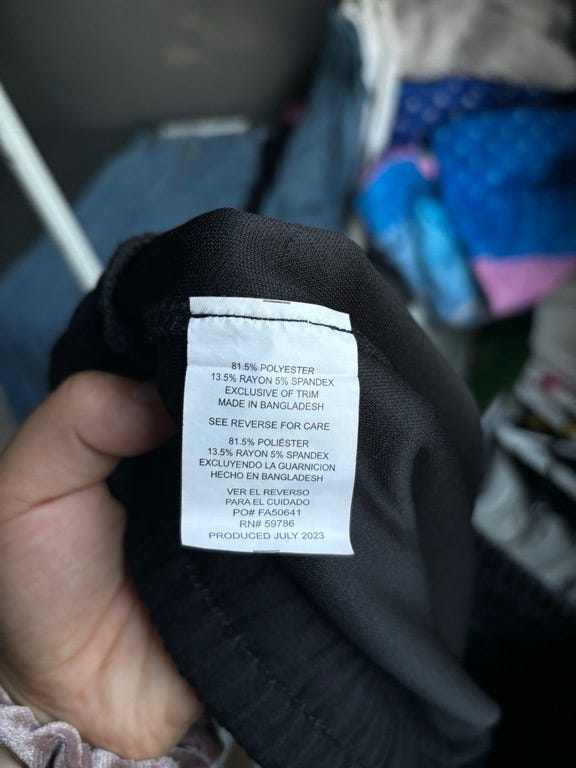 81.5% POLYESTER
13.5% RAYON 5% SPANDEX
EXCLUSIVE OF TRIM
MADE IN BANGLADESH
SEE REVERSE FOR CARE
81.5% POLIÉSTER
13.5% RAYON 5% SPANDEX
EXCLUYENDO LA GUARNICION
HECHO EN BANGLADESH
VER EL REVERSO
PARA EL CUIDADO
PO# FA50641
RN# 59786
PRODUCED JULY 2023